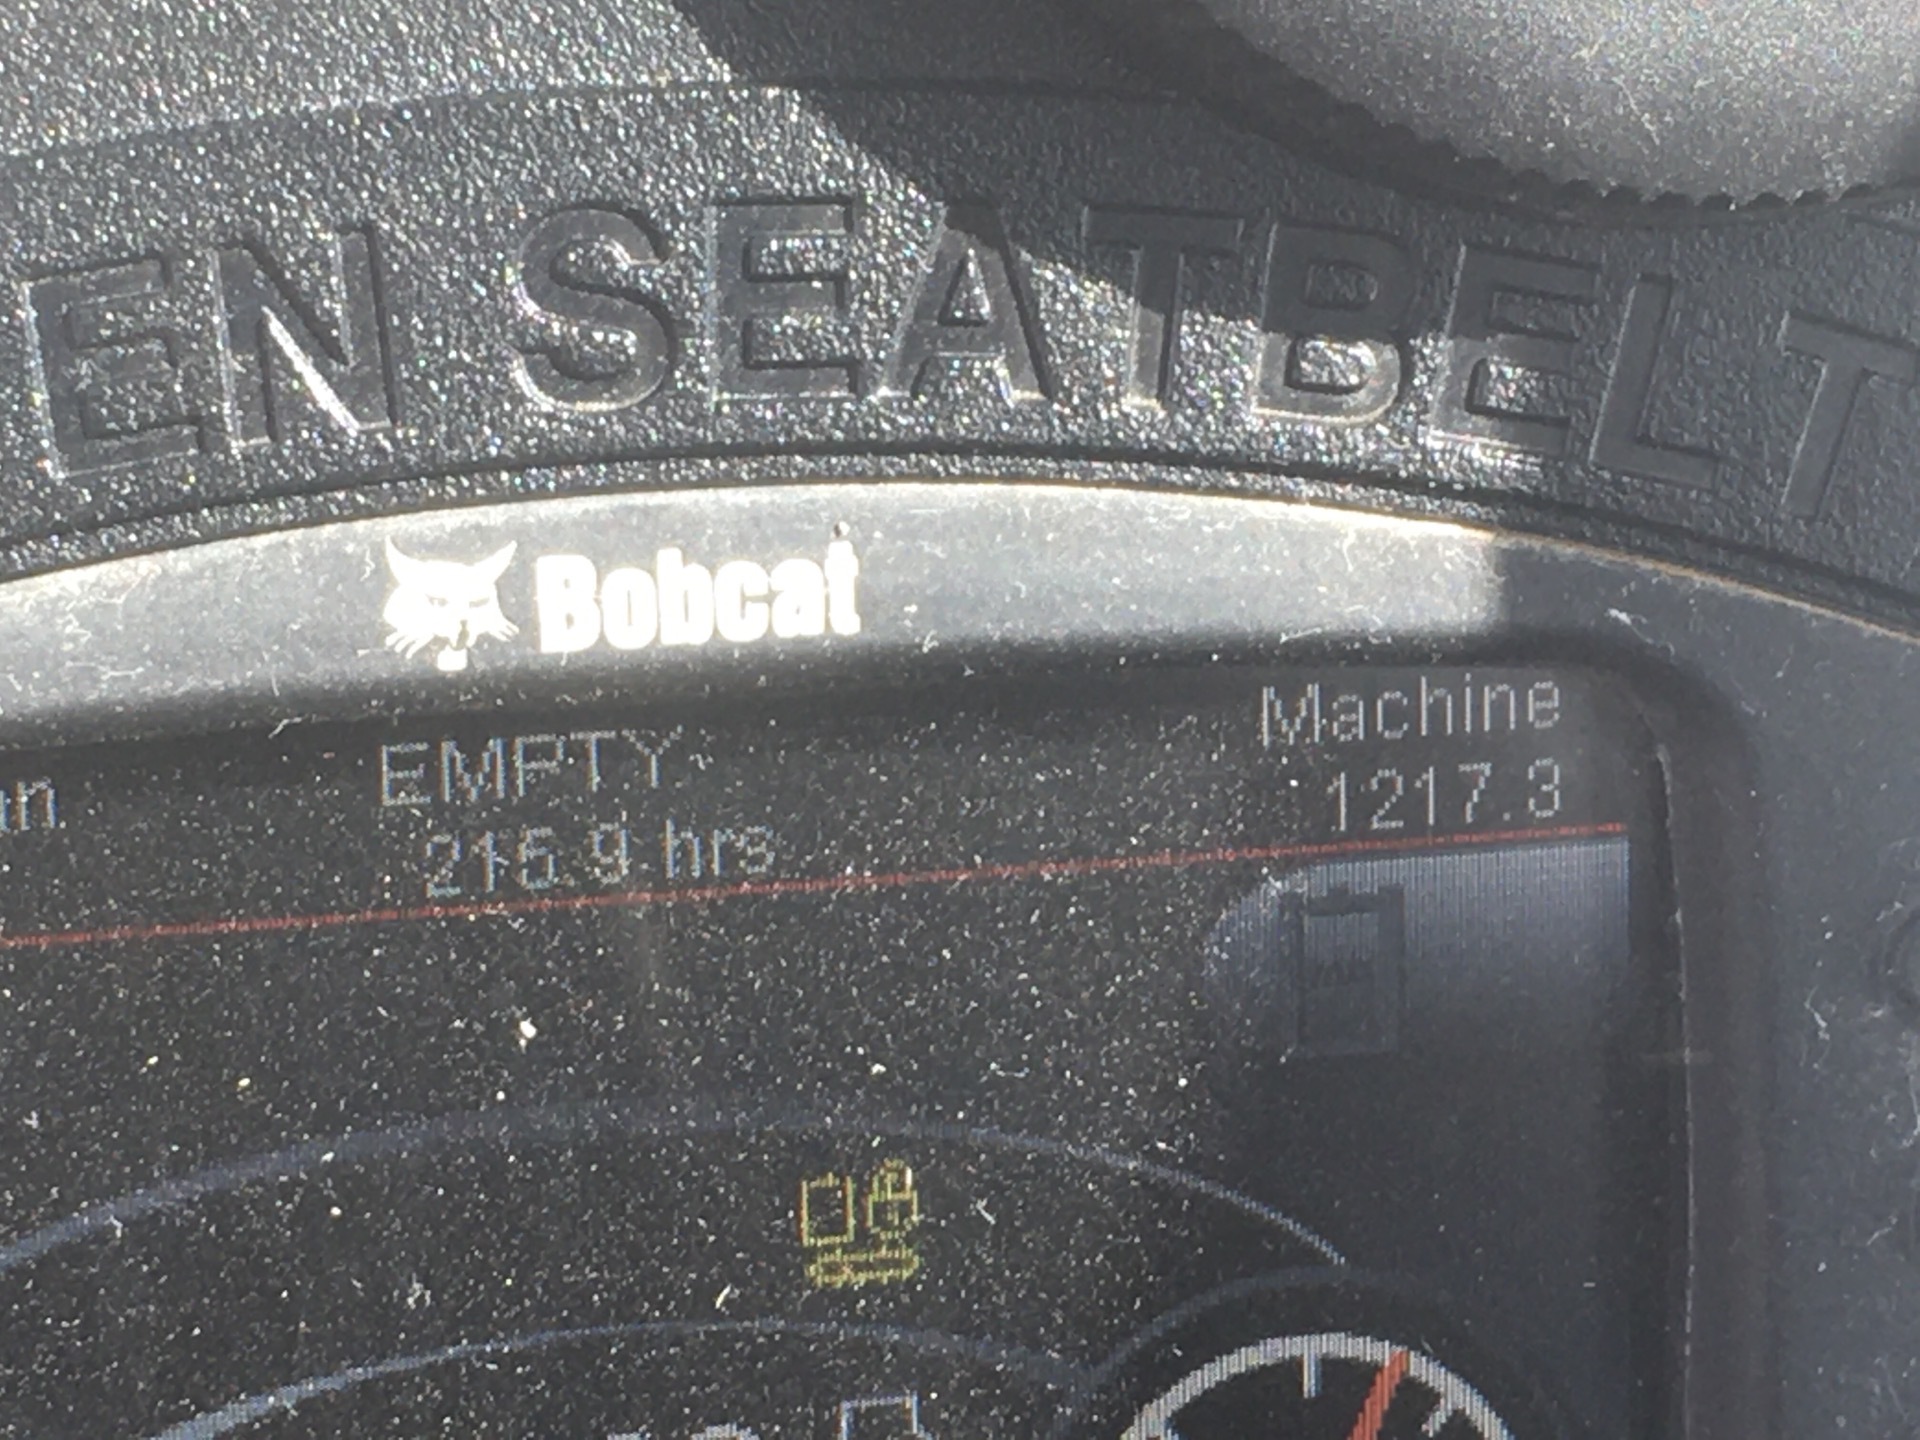 EN SEATBELT
Bobcat
Machine
EMPTY
1217.3
216.9 hrs